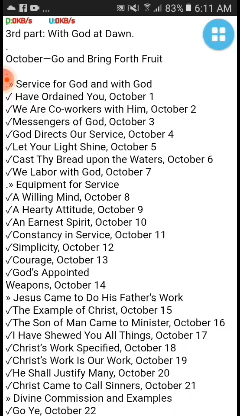 83% 6:11 AM
D:0KB/s U:0KB/s
3rd part: With God at Dawn.
.
October—Go and Bring Forth Fruit
.» Service for God and with God
✓I Have Ordained You, October 1
✓We Are Co-workers with Him, October 2
✓Messengers of God, October 3
✓God Directs Our Service, October 4
✓Let Your Light Shine, October 5
✓Cast Thy Bread upon the Waters, October 6
✓We Labor with God, October 7
.» Equipment for Service
✓A Willing Mind, October 8
✓A Hearty Attitude, October 9
✓An Earnest Spirit, October 10
✓Constancy in Service, October 11
✓Simplicity, October 12
✓Courage, October 13
✓God's Appointed
Weapons, October 14
» Jesus Came to Do His Father's Work
✓The Example of Christ, October 15
✓The Son of Man Came to Minister, October 16
✓I Have Shewed You All Things, October 17
✓Christ's Work Specified, October 18
✓Christ's Work Is Our Work, October 19
✓He Shall Justify Many, October 20
✓Christ Came to Call Sinners, October 21
» Divine Commission and Examples
✓Go Ye, October 22